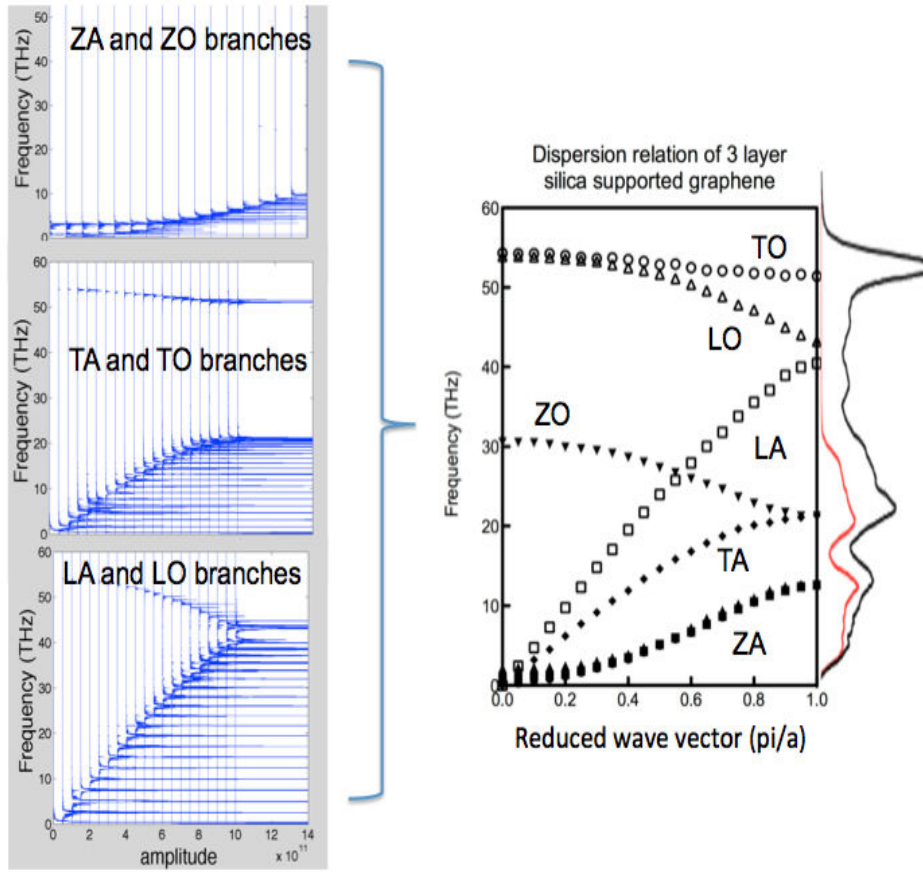 ZA and ZO branches
Frequency (THz)
50
40
30
20
10
0
TA and TO branches
Frequency (THz)
60
50
40
30
20
10
0
LA and LO branches
Frequency (THz)
60
50
40
30
20
10
0
0 2 4 6 8 10 12 14
amplitude
x 10^11
Dispersion relation of 3 layer
silica supported graphene
Frequency (THz)
60
50
40
30
20
10
0
TO
LO
ZO
LA
TA
ZA
0.0 0.2 0.4 0.6 0.8 1.0
Reduced wave vector (pi/a)